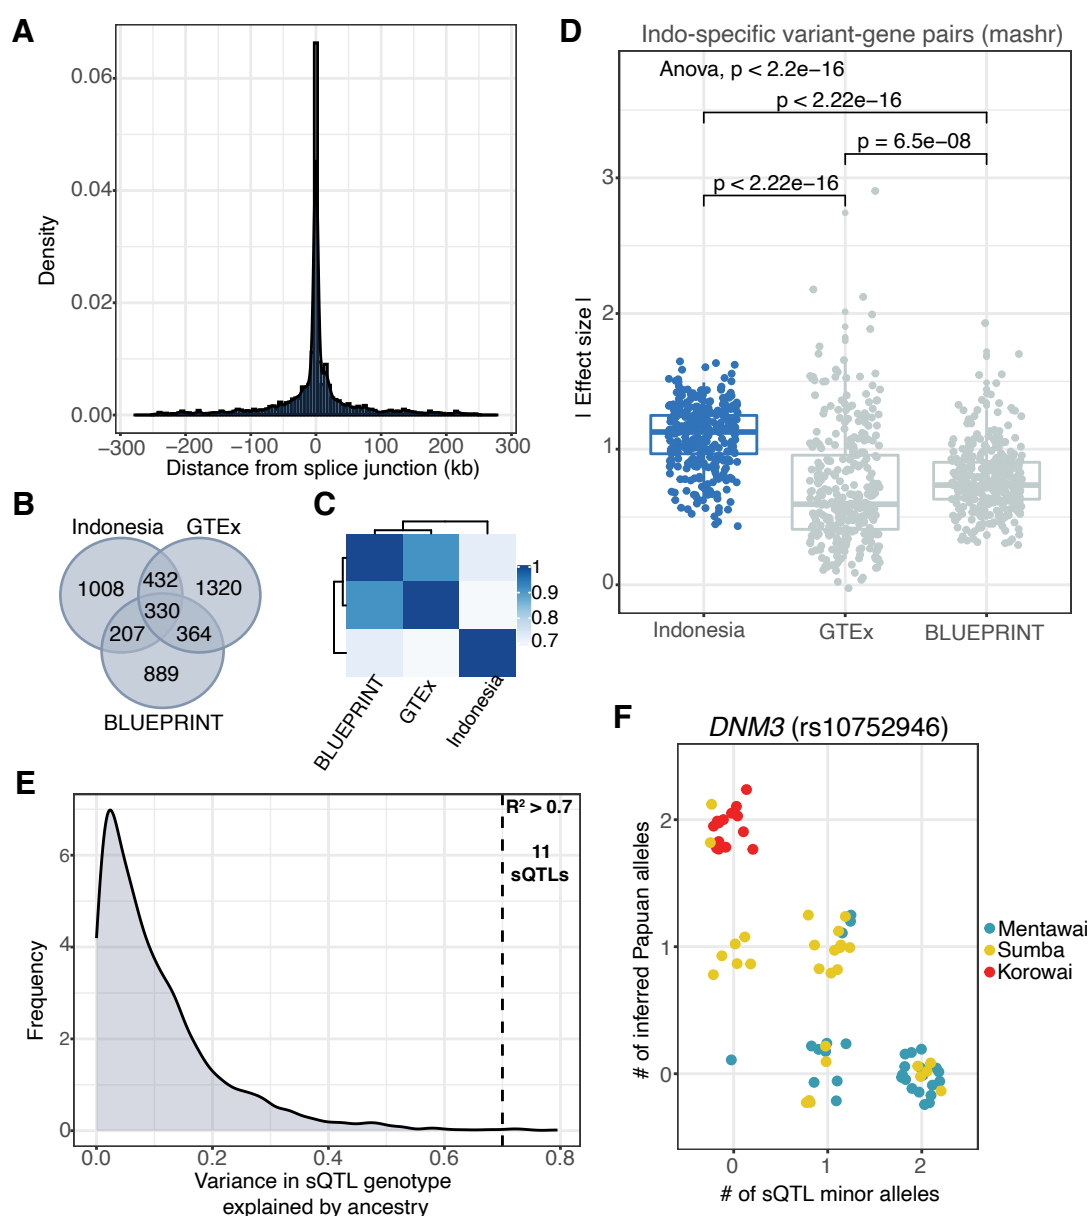 A
Density
0.06
0.04
0.02
0.00
−300
−200
−100
0
100
200
300
Distance from splice junction (kb)
B
Indonesia
GTEx
1008
432
1320
330
207
364
889
BLUEPRINT
C
1
0.9
0.8
0.7
BLUEPRINT
GTEx
Indonesia
D
Indo-specific variant-gene pairs (mashr)
Anova, p < 2.2e−16
p < 2.22e−16
p = 6.5e−08
p < 2.22e−16
I Effect size I
3
2
1
0
Indonesia
GTEx
BLUEPRINT
E
R² > 0.7
11
sQTLs
Frequency
6
4
2
0
0.0
0.2
0.4
0.6
0.8
Variance in sQTL genotype
explained by ancestry
F
DNM3 (rs10752946)
# of inferred Papuan alleles
2
1
0
0
1
2
# of sQTL minor alleles
Mentawai
Sumba
Korowai